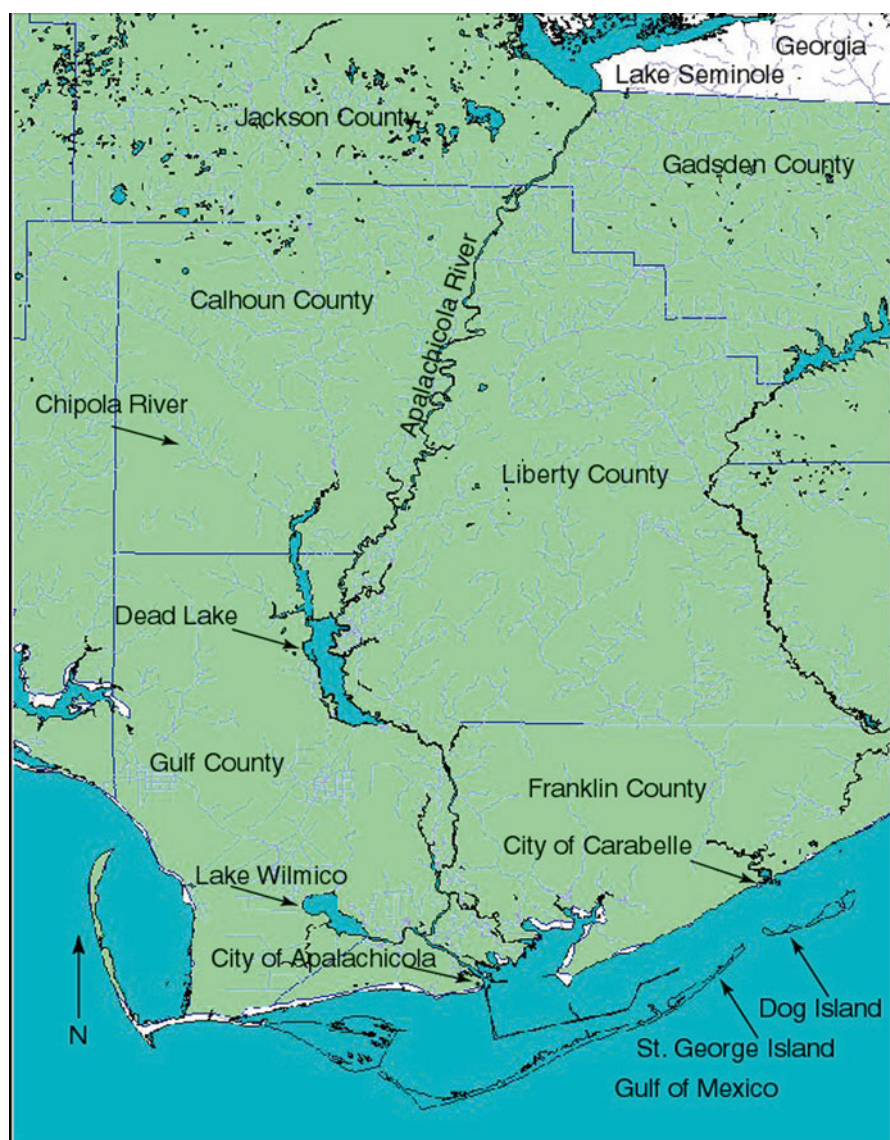 Georgia
Lake Seminole
Jackson County
Gadsden County
Apalachicola River
Calhoun County
Chipola River
Liberty County
Dead Lake
Gulf County
Franklin County
City of Carabelle
Lake Wilmico
City of Apalachicola
Dog Island
N
St. George Island
Gulf of Mexico